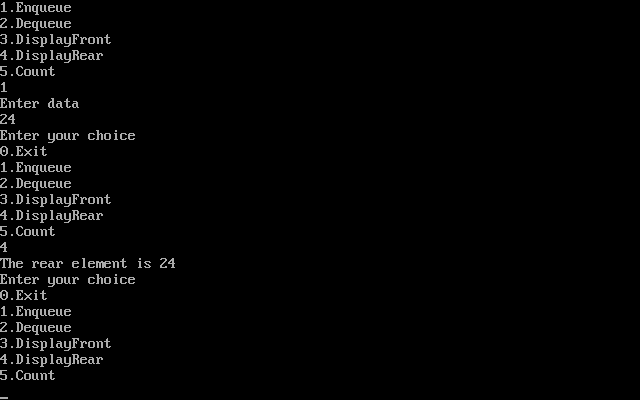 1.Enqueue
2.Dequeue
3.DisplayFront
4.DisplayRear
5.Count
1
Enter data
24
Enter your choice
0.Exit
1.Enqueue
2.Dequeue
3.DisplayFront
4.DisplayRear
5.Count
4
The rear element is 24
Enter your choice
0.Exit
1.Enqueue
2.Dequeue
3.DisplayFront
4.DisplayRear
5.Count